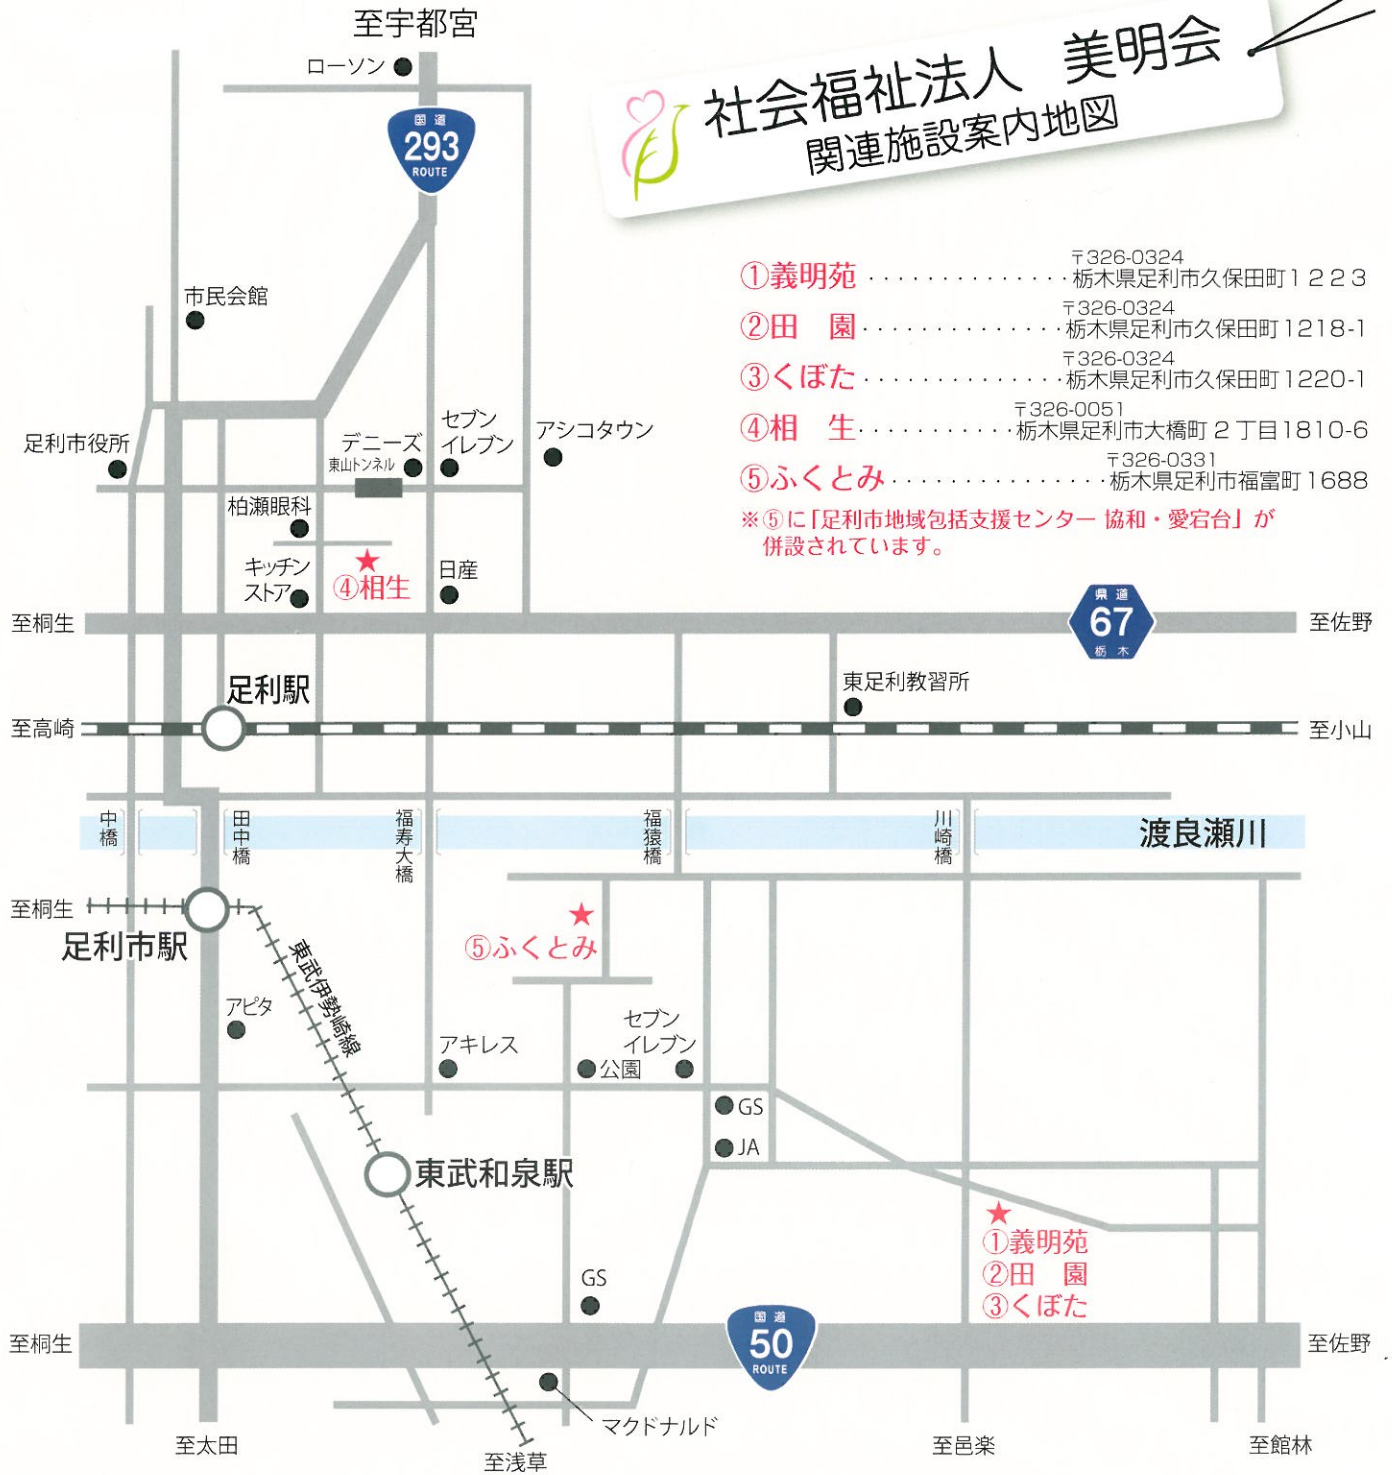 至宇都宮
ローソン
国道
293
ROUTE
社会福祉法人 美明会
関連施設案内地図
〒326-0324
①義明苑 ・・・・・・・・・・・・・・ 栃木県足利市久保田町1223
〒326-0324
②田 園 ・・・・・・・・・・・・・・ 栃木県足利市久保田町1218-1
〒326-0324
③くぼた ・・・・・・・・・・・・・・ 栃木県足利市久保田町1220-1
〒326-0051
④相 生 ・・・・・・・・・・・ 栃木県足利市大橋町2丁目1810-6
〒326-0331
⑤ふくとみ ・・・・・・・・・・・・・・・ 栃木県足利市福富町1688
※⑤に「足利市地域包括支援センター 協和・愛宕台」が
併設されています。
市民会館
足利市役所
デニーズ
東山トンネル
セブン
イレブン
アシコタウン
柏瀬眼科
キッチン
ストア
★
④相生
日産
至桐生
県道
67
栃木
至佐野
足利駅
東足利教習所
至高崎
至小山
中橋
田中橋
福寿大橋
福猿橋
川崎橋
渡良瀬川
至桐生
足利市駅
東武伊勢崎線
★
⑤ふくとみ
アピタ
アキレス
公園
セブン
イレブン
GS
JA
東武和泉駅
★
①義明苑
②田 園
③くぼた
GS
至桐生
国道
50
ROUTE
至佐野
マクドナルド
至太田
至浅草
至邑楽
至館林